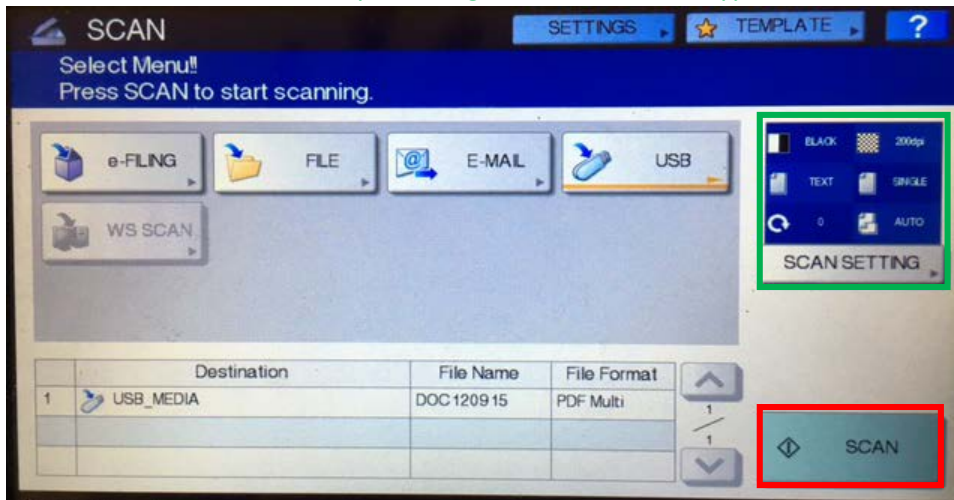 SCAN
SETTINGS
TEMPLATE
?
Select Menu!!
Press SCAN to start scanning.
e-FILING
FILE
E-MAIL
USB
WS SCAN
BLACK
200dpi
TEXT
SINGLE
0
AUTO
SCAN SETTING
Destination
File Name
File Format
1 USB_MEDIA DOC120915 PDF Multi
1
1
SCAN